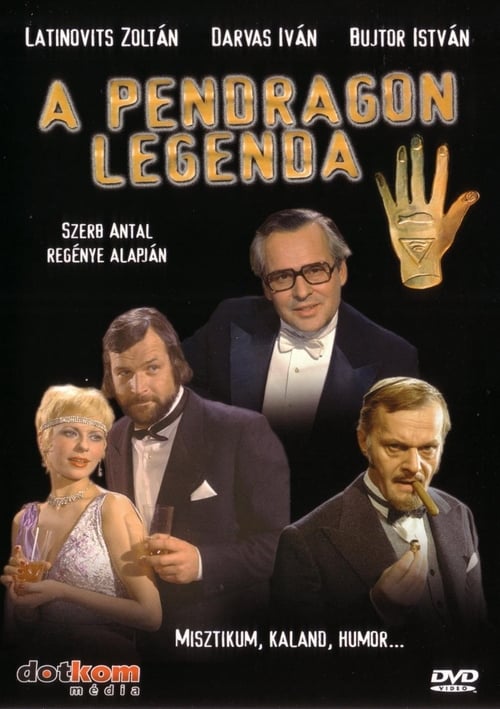 LATINOVITS ZOLTÁN DARVAS IVÁN BUJTOR ISTVÁN
A PENDRAGON
LEGENDA
SZERB ANTAL
REGÉNYE ALAPJÁN
MISZTIKUM, KALAND, HUMOR...
dotkom
média
DVD
VIDEO